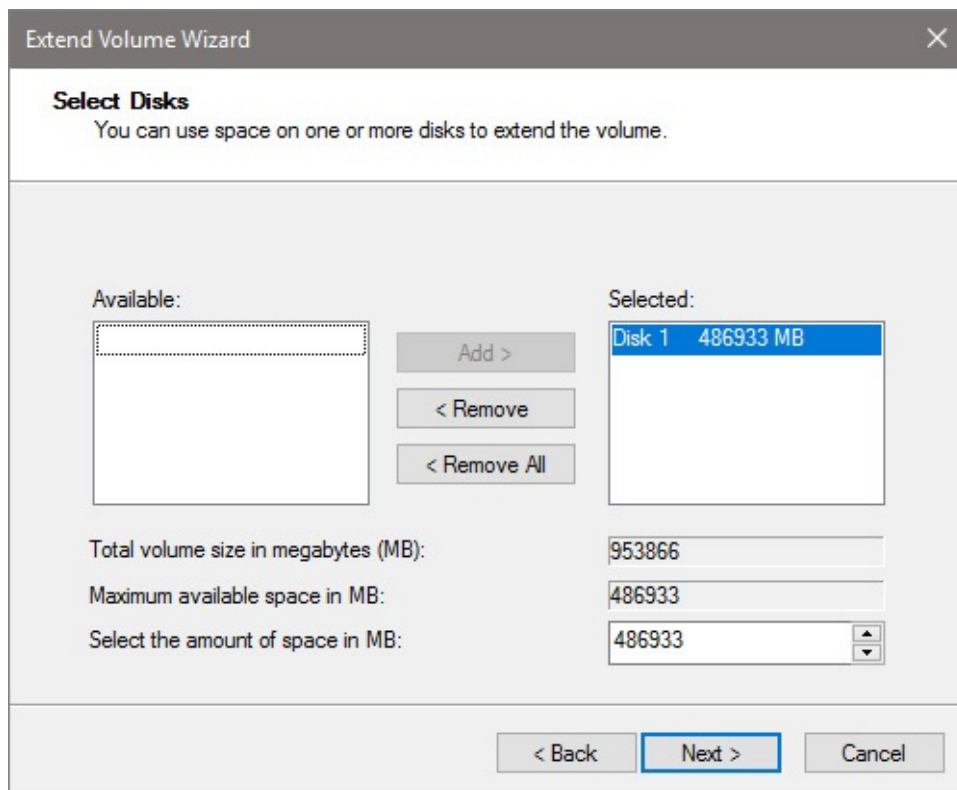 Extend Volume Wizard
Select Disks
You can use space on one or more disks to extend the volume.
Available:
Selected:
Disk 1 486933 MB
Add >
< Remove
< Remove All
Total volume size in megabytes (MB): 953866
Maximum available space in MB: 486933
Select the amount of space in MB: 486933
< Back Next > Cancel